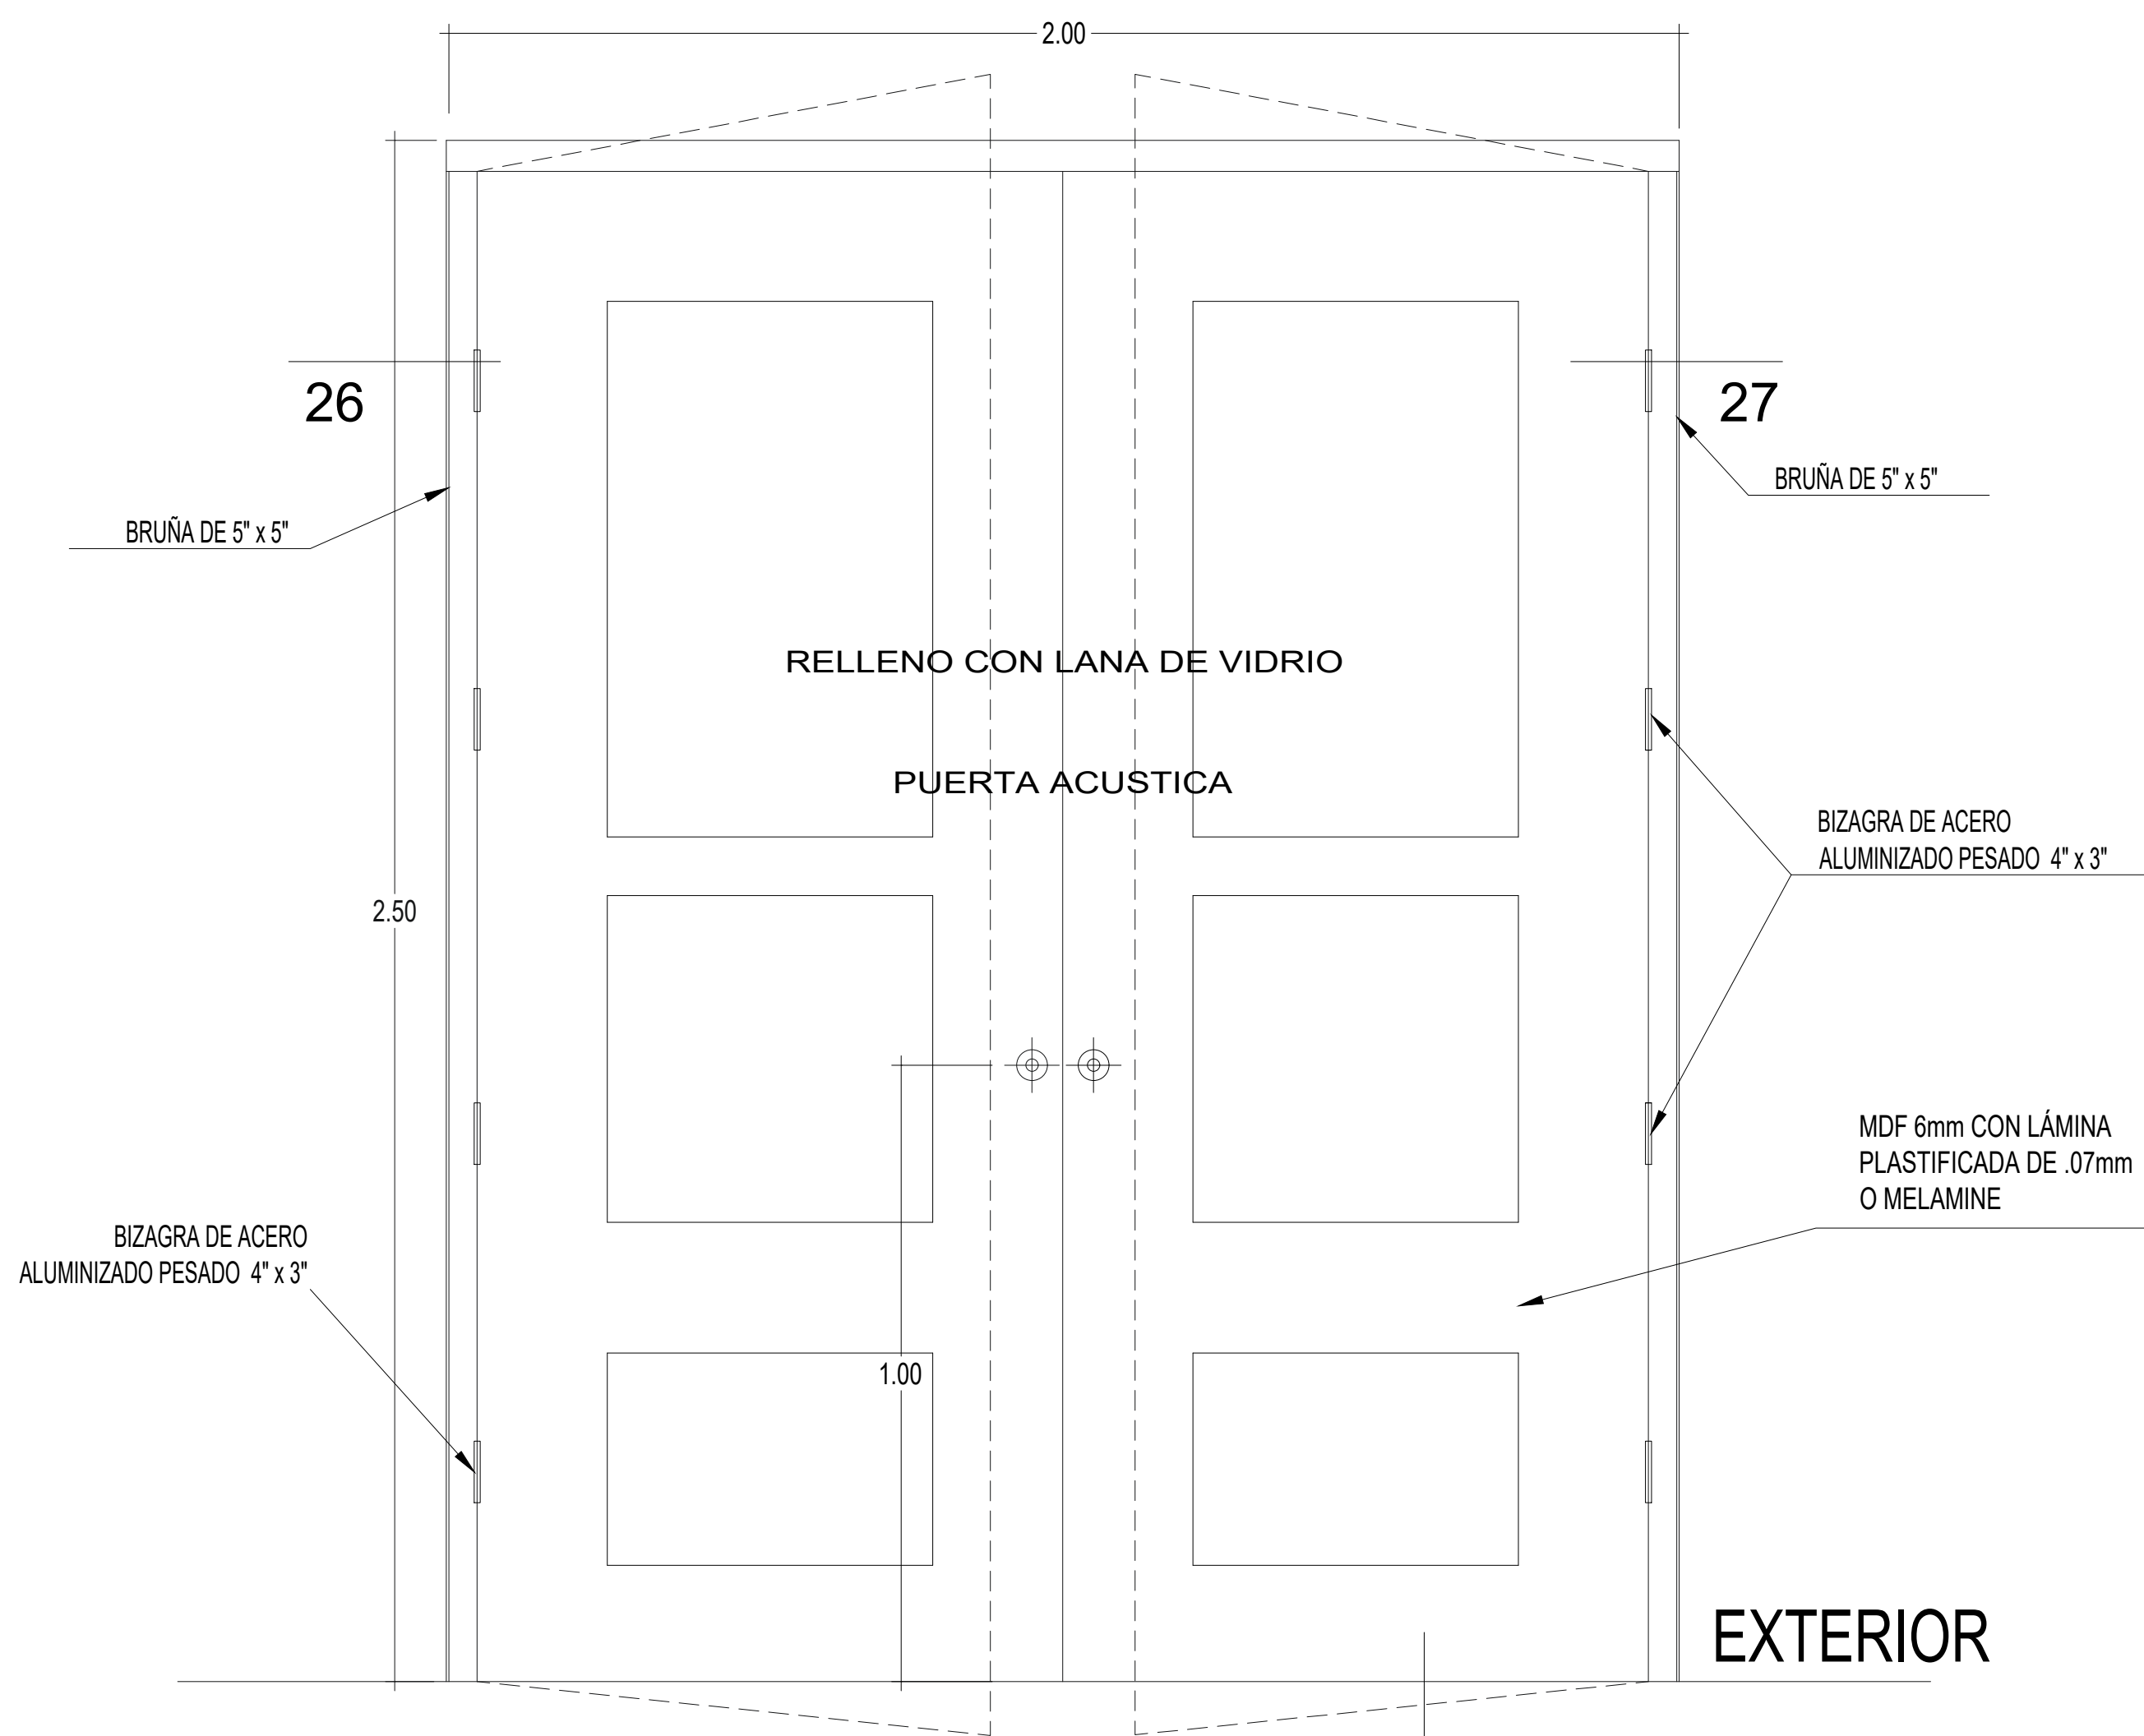 2.00
26
27
BRUÑA DE 5" x 5"
BRUÑA DE 5" x 5"
RELLENO CON LANA DE VIDRIO
PUERTA ACUSTICA
BIZAGRA DE ACERO
ALUMINIZADO PESADO 4" x 3"
2.50
MDF 6mm CON LÁMINA
PLASTIFICADA DE .07mm
O MELAMINE
BIZAGRA DE ACERO
ALUMINIZADO PESADO 4" x 3"
1.00
EXTERIOR